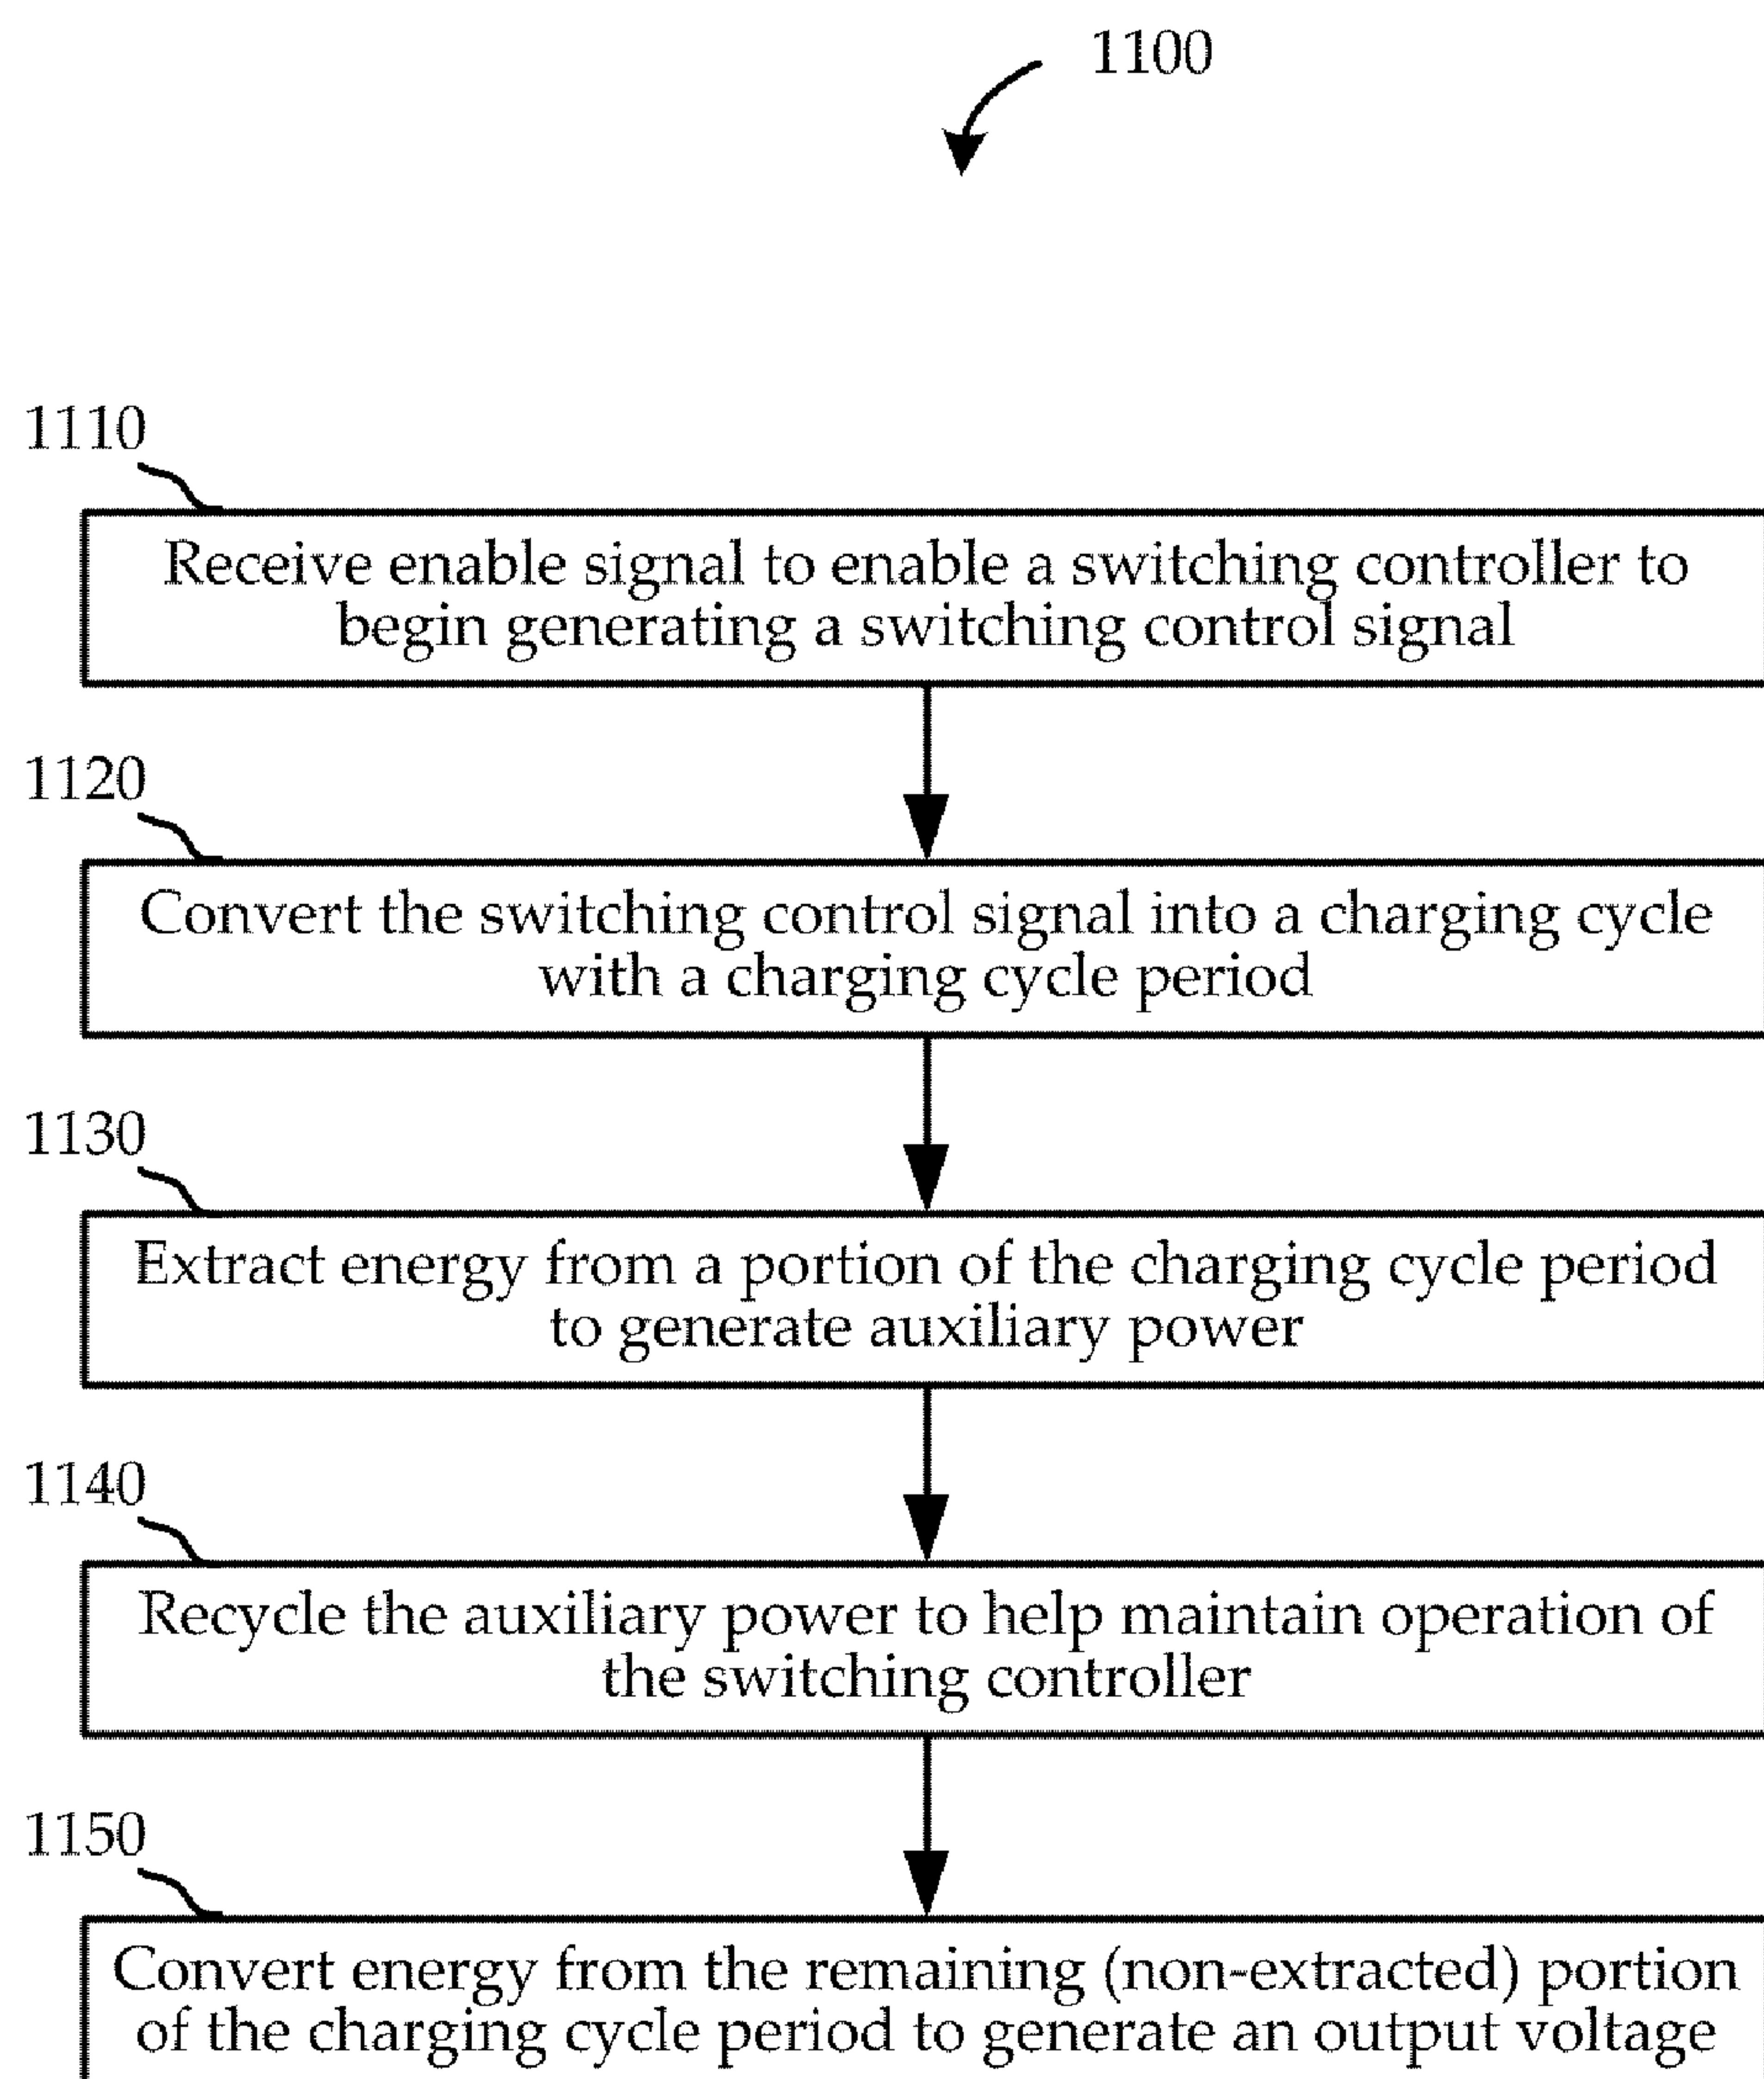 1100
1110
Receive enable signal to enable a switching controller to
begin generating a switching control signal
1120
Convert the switching control signal into a charging cycle
with a charging cycle period
1130
Extract energy from a portion of the charging cycle period
to generate auxiliary power
1140
Recycle the auxiliary power to help maintain operation of
the switching controller
1150
Convert energy from the remaining (non-extracted) portion
of the charging cycle period to generate an output voltage